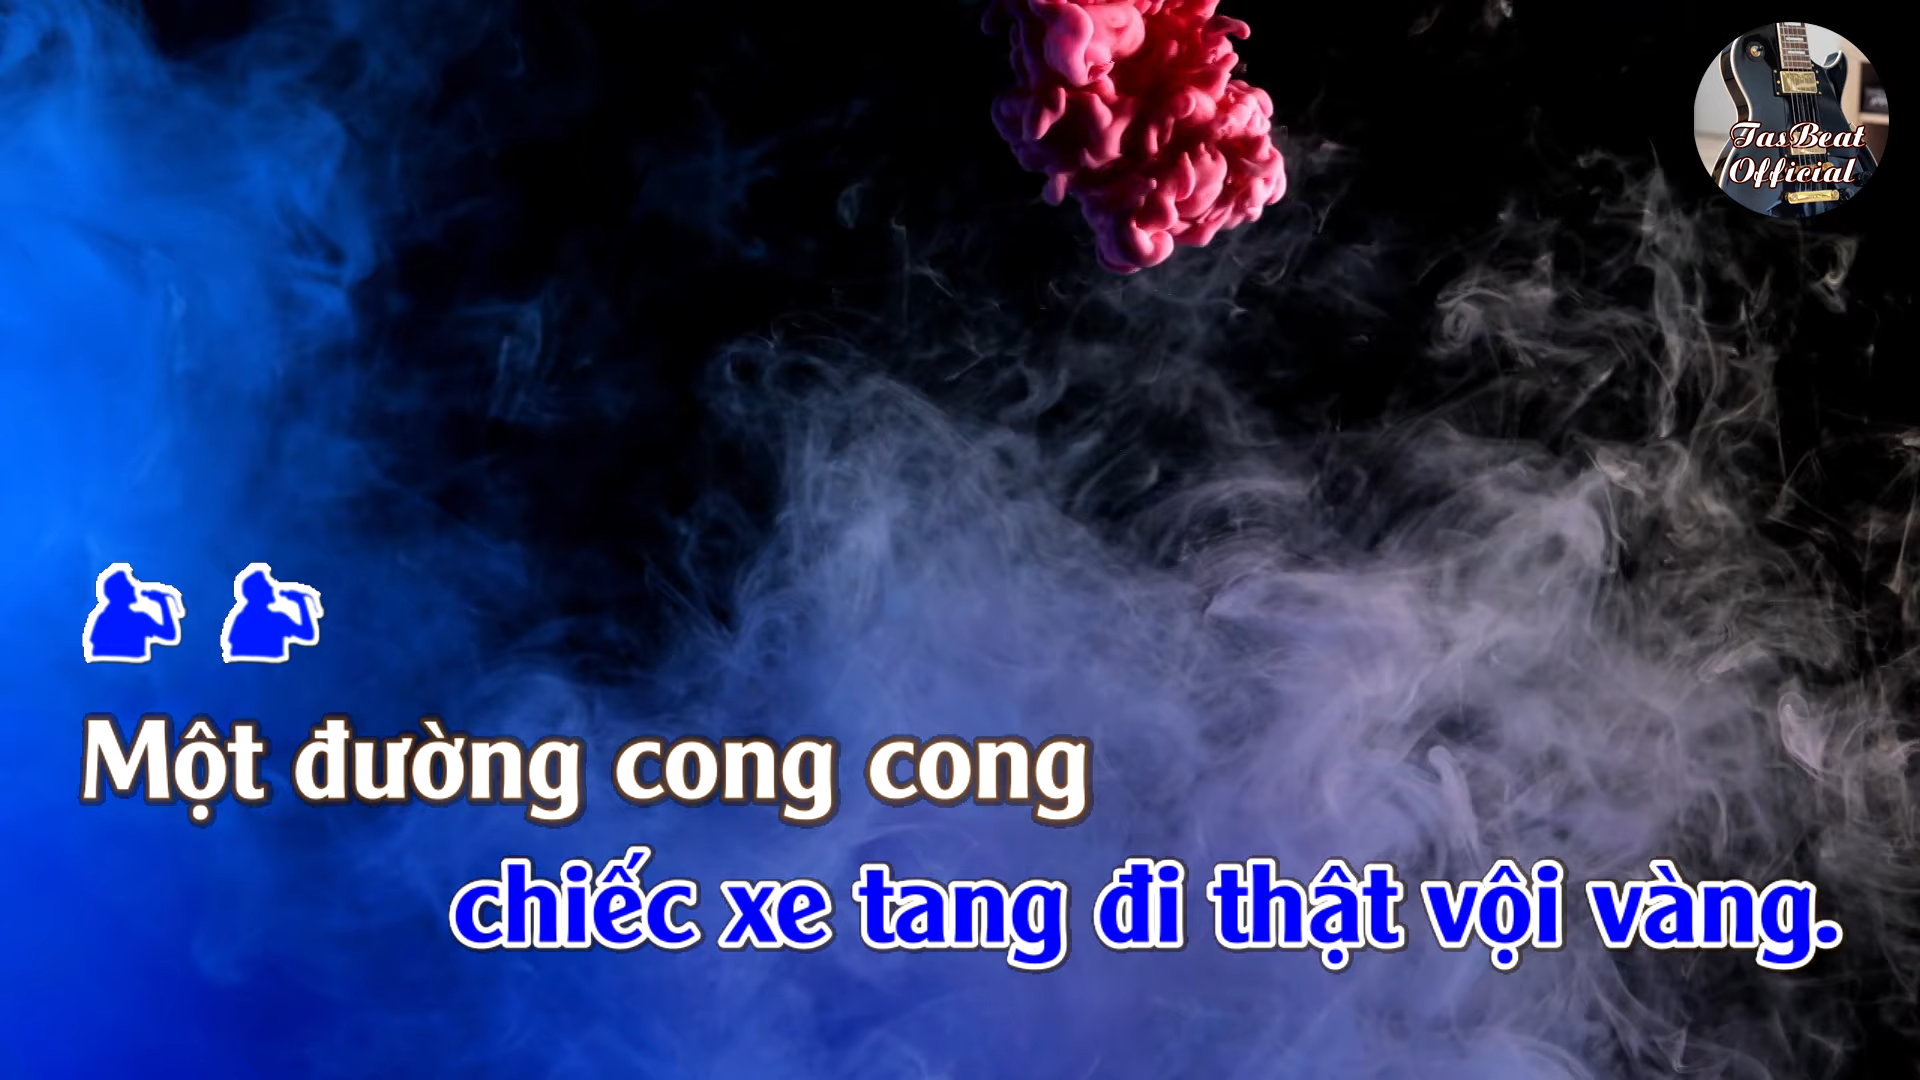 TasBeat
Official
Một đường cong cong
chiếc xe tang đi thật vội vàng.